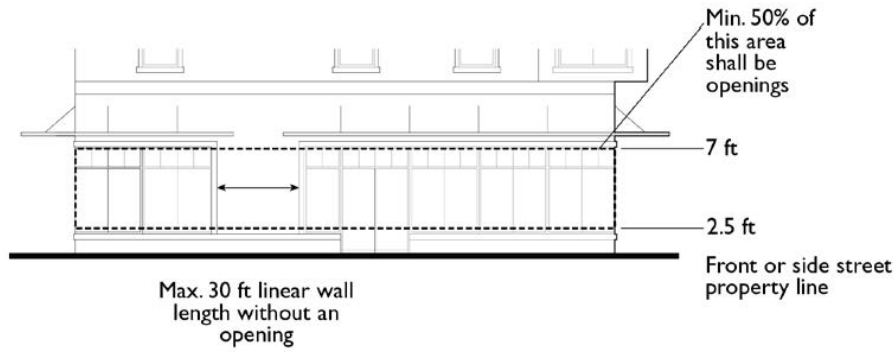 Min. 50% of
this area
shall be
openings
7 ft
2.5 ft
Front or side street
property line
Max. 30 ft linear wall
length without an
opening